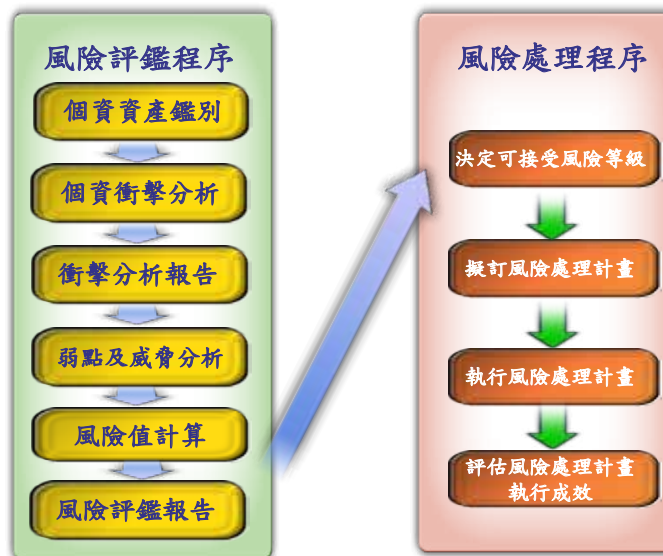 風險評鑑程序
個資資產鑑別
個資衝擊分析
衝擊分析報告
弱點及威脅分析
風險值計算
風險評鑑報告
風險處理程序
決定可接受風險等級
擬訂風險處理計畫
執行風險處理計畫
評估風險處理計畫
執行成效